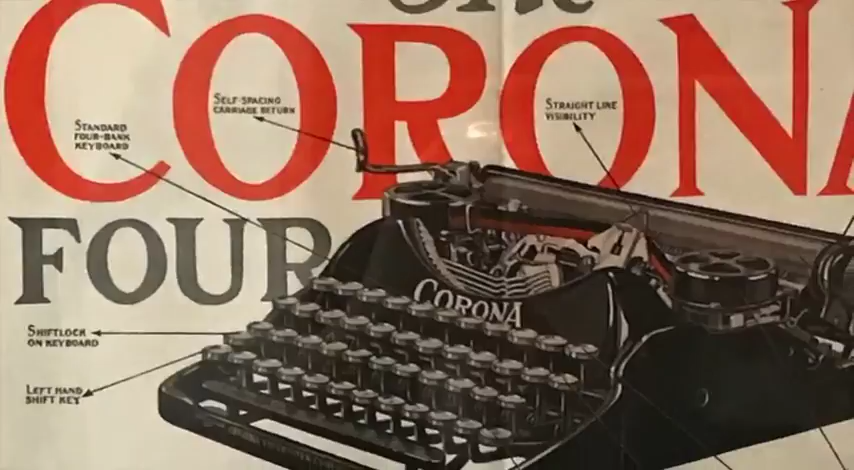 The
CORONA
SELF-SPACING
CARRIAGE RETURN
STRAIGHT LINE
VISIBILITY
STANDARD
FOUR-BANK
KEYBOARD
FOUR
CORONA
SHIFTLOCK
ON KEYBOARD
LEFT HAND
SHIFT KEY